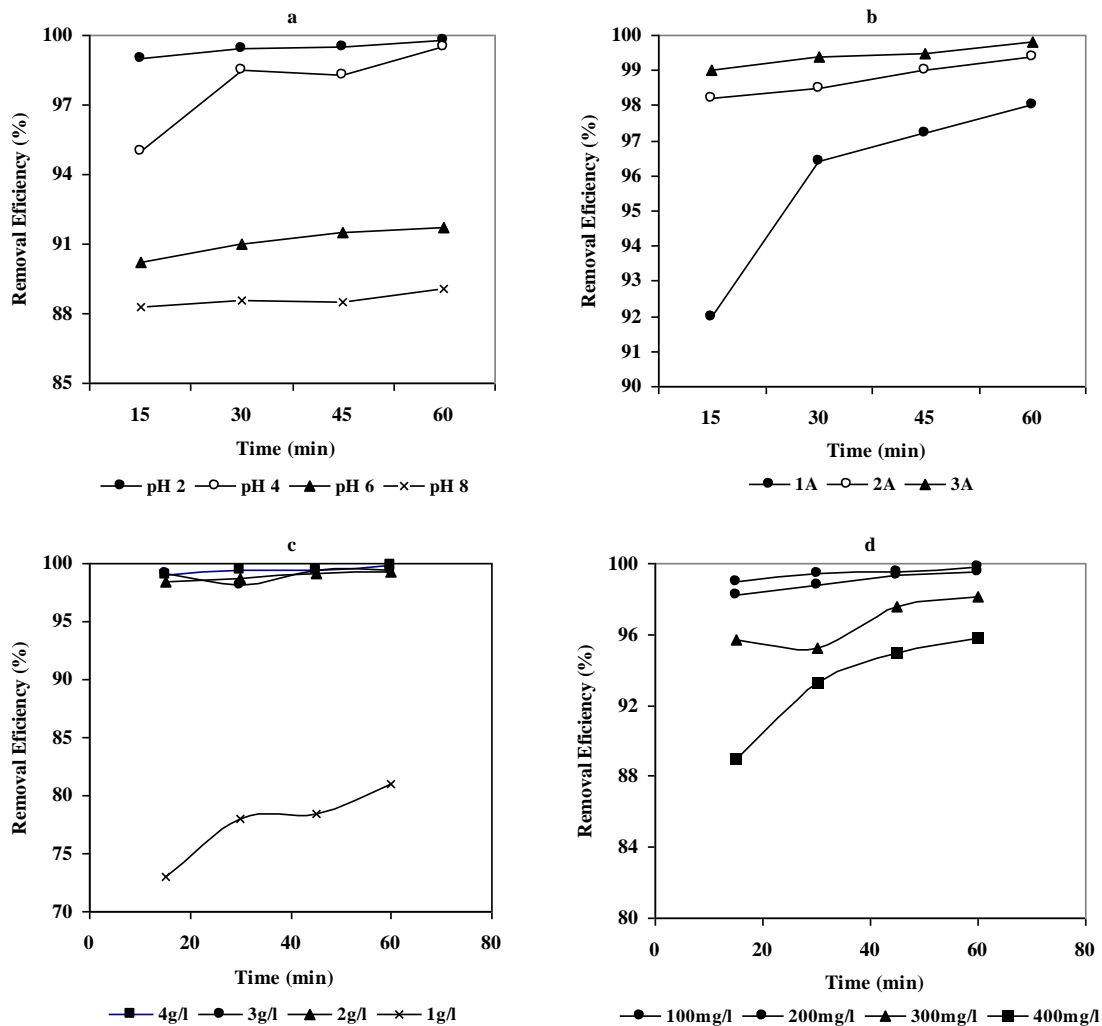 a
Removal Eficiency (%)
100
97
94
91
88
85
15 30 45 60
Time (min)
pH 2 pH 4 pH 6 pH 8
b
Removal Eficiency (%)
100
99
98
97
96
95
94
93
92
91
90
15 30 45 60
Time (min)
1A 2A 3A
c
Removal Eficiency (%)
100
95
90
85
80
75
70
0 20 40 60 80
Time (min)
4g/l 3g/l 2g/l 1g/l
d
Removal Eficiency (%)
100
96
92
88
84
80
0 20 40 60 80
Time (min)
100mg/l 200mg/l 300mg/l 400mg/l